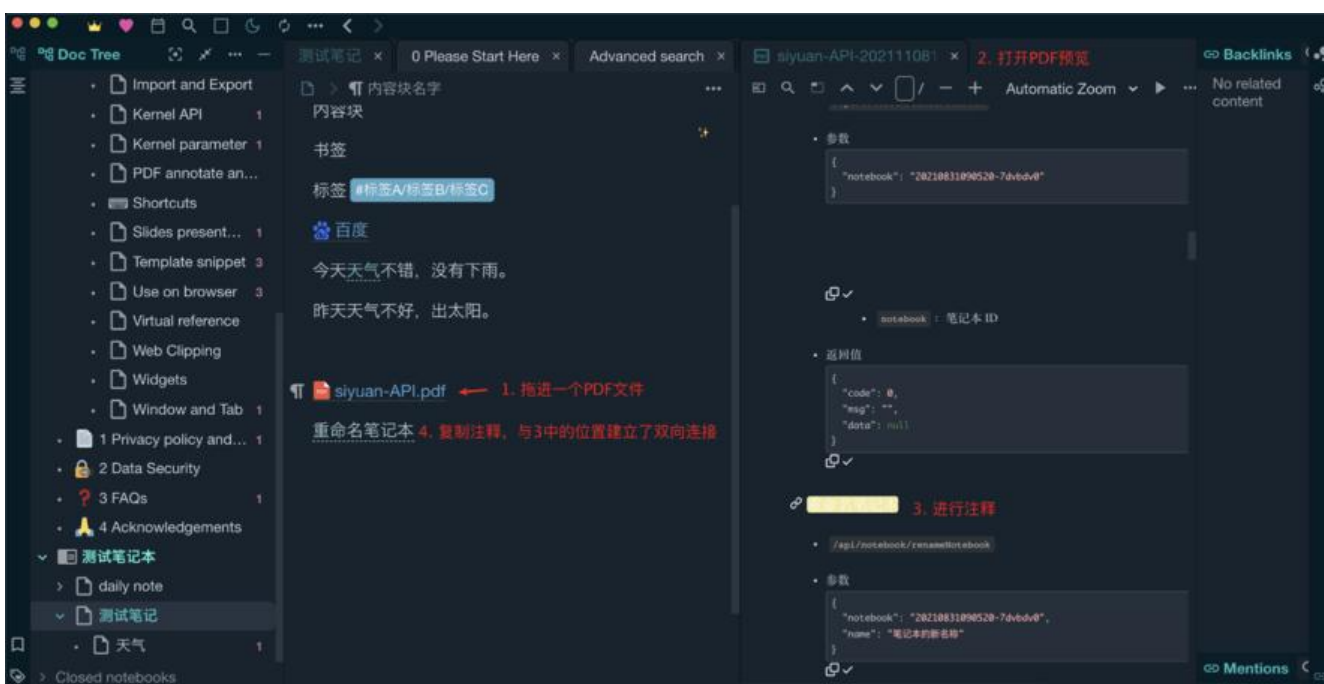 Doc Tree
Import and Export
Kernel API 1
Kernel parameter 1
PDF annotate an...
Shortcuts
Slides present... 1
Template snippet 3
Use on browser 3
Virtual reference
Web Clipping
Widgets
Window and Tab 1
1 Privacy policy and... 1
2 Data Security
3 FAQs 1
4 Acknowledgements
测试笔记本
daily note
测试笔记
天气 1
Closed notebooks
测试笔记
0 Please Start Here
Advanced search
内容块名字
内容块
书签
标签 #标签A/标签B/标签C
百度
今天天气不错，没有下雨。
昨天天气不好，出太阳。
siyuan-API.pdf 1. 拖进一个PDF文件
重命名笔记本 4. 复制注释，与3中的位置建立了双向连接
siyuan-API-202111081 2. 打开PDF预览
/ Automatic Zoom
参数
{
"notebook": "20210831090520-7dvbdv0"
}
notebook : 笔记本 ID
返回值
{
"code": 0,
"msg": "",
"data": null
}
3. 进行注释
/api/notebook/renameNotebook
参数
{
"notebook": "20210831090520-7dvbdv0",
"name": "笔记本的新名称"
}
Backlinks
No related
content
Mentions